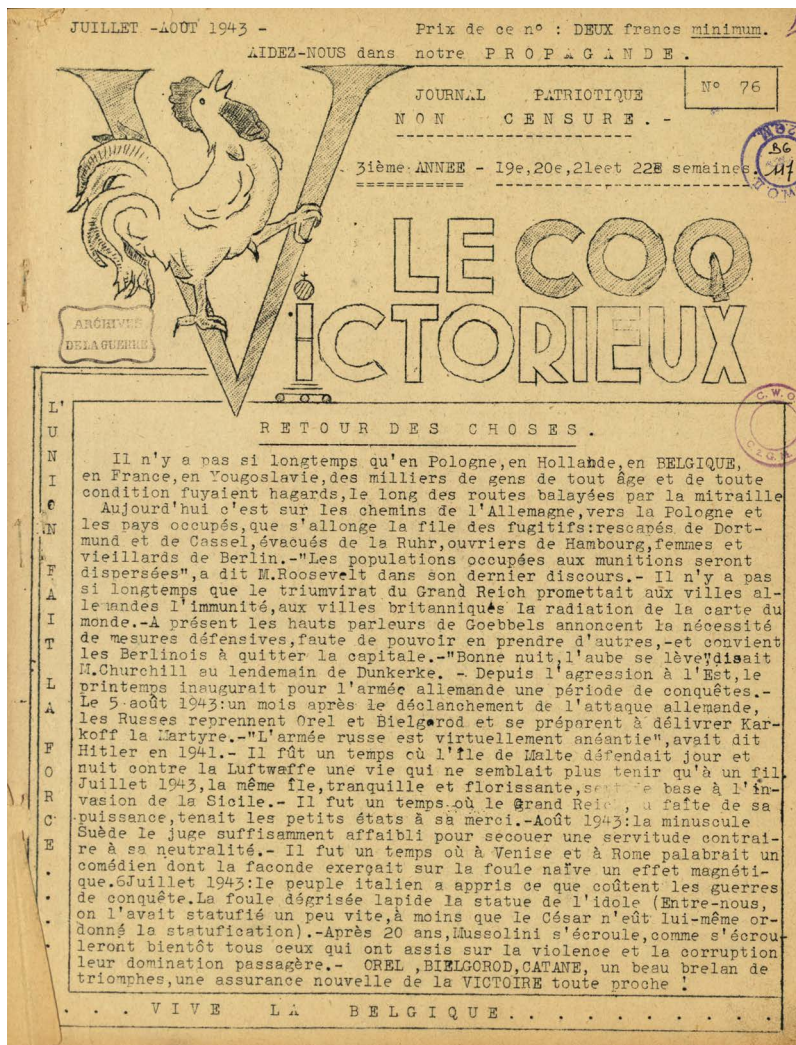 JUILLET -AOÛT 1943 -
Prix de ce n° : DEUX francs minimum.
AIDEZ-NOUS dans notre PROPAGANDE.
N° 76
JOURNAL PATRIOTIQUE
NON CENSURE.-
3ième ANNEE - 19e,20e,21eet 22E semaines.
B6
117
LE COQ
VICTORIEUX
ARCHIVES
DE LA GUERRE
C.W.O.
C.2G.M.
L'UNION FAIT LA FORCE...
RETOUR DES CHOSES.
Il n'y a pas si longtemps qu'en Pologne,en Hollande,en BELGIQUE,
en France,en Yougoslavie,des milliers de gens de tout âge et de toute
condition fuyaient hagards,le long des routes balayées par la mitraille
Aujourd'hui c'est sur les chemins de l'Allemagne,vers la Pologne et
les pays occupés,que s'allonge la file des fugitifs:rescapés de Dort-
mund et de Cassel,évacués de la Ruhr,ouvriers de Hambourg,femmes et
vieillards de Berlin.-"Les populations occupées aux munitions seront
dispersées",a dit M.Roosevelt dans son dernier discours.- Il n'y a pas
si longtemps que le triumvirat du Grand Reich promettait aux villes al-
lemandes l'immunité,aux villes britanniques la radiation de la carte du
monde.-A présent les hauts parleurs de Goebbels annoncent la nécessité
de mesures défensives,faute de pouvoir en prendre d'autres,-et convient
les Berlinois à quitter la capitale.-"Bonne nuit,l'aube se lève"disait
M.Churchill au lendemain de Dunkerke. - Depuis l'agression à l'Est,le
printemps inaugurait pour l'armée allemande une période de conquêtes.-
Le 5 août 1943:un mois après le déclanchement de l'attaque allemande,
les Russes reprennent Orel et Bielgorod et se préparent à délivrer Kar-
koff la Martyre.-"L'armée russe est virtuellement anéantie",avait dit
Hitler en 1941.- Il fût un temps où l'Île de Malte défendait jour et
nuit contre la Luftwaffe une vie qui ne semblait plus tenir qu'à un fil
Juillet 1943,la même île,tranquille et florissante, de base à l'in-
vasion de la Sicile.- Il fut un temps où le Grand Reich, faîte de sa
puissance,tenait les petits états à sa merci.-Août 1943:la minuscule
Suède le juge suffisamment affaibli pour secouer une servitude contrai-
re à sa neutralité.- Il fut un temps où à Venise et à Rome palabrait un
comédien dont la faconde exerçait sur la foule naïve un effet magnéti-
que.6Juillet 1943:le peuple italien a appris ce que coûtent les guerres
de conquête.La foule dégrisée lapide la statue de l'idole (Entre-nous,
on l'avait statufié un peu vite,à moins que le César n'eût lui-même or-
donné la statufication).-Après 20 ans,Mussolini s'écroule,comme s'écrou
leront bientôt tous ceux qui ont assis sur la violence et la corruption
leur domination passagère.- OREL ,BIELGOROD,CATANE, un beau brelan de
triomphes,une assurance nouvelle de la VICTOIRE toute proche !
. . . VIVE LA BELGIQUE. . . . . . . . . . .